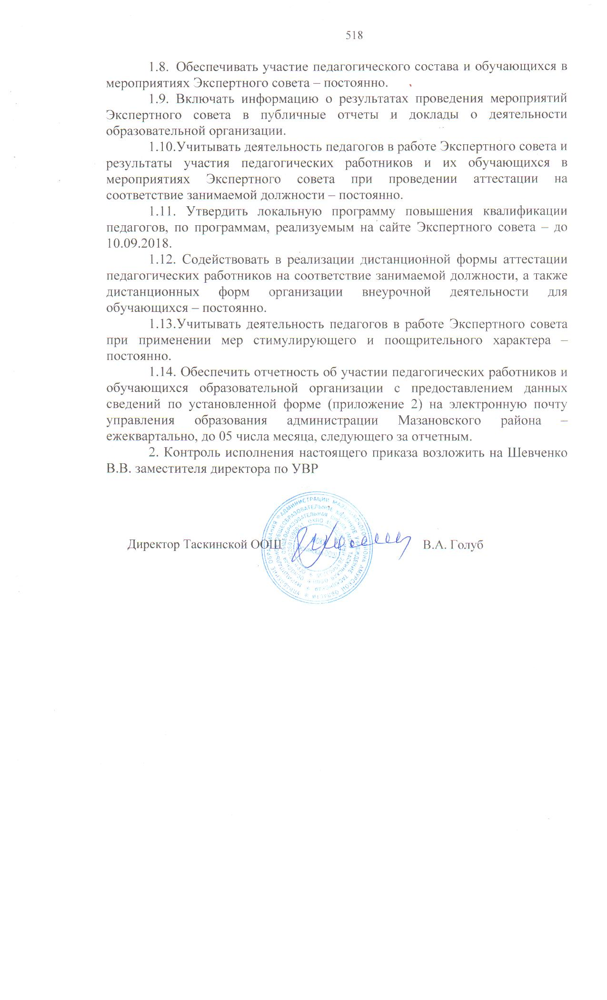 518
1.8. Обеспечивать участие педагогического состава и обучающихся в
мероприятиях Экспертного совета – постоянно.
1.9. Включать информацию о результатах проведения мероприятий
Экспертного совета в публичные отчеты и доклады о деятельности
образовательной организации.
1.10.Учитывать деятельность педагогов в работе Экспертного совета и
результаты участия педагогических работников и их обучающихся в
мероприятиях Экспертного совета при проведении аттестации на
соответствие занимаемой должности – постоянно.
1.11. Утвердить локальную программу повышения квалификации
педагогов, по программам, реализуемым на сайте Экспертного совета – до
10.09.2018.
1.12. Содействовать в реализации дистанционной формы аттестации
педагогических работников на соответствие занимаемой должности, а также
дистанционных форм организации внеурочной деятельности для
обучающихся – постоянно.
1.13.Учитывать деятельность педагогов в работе Экспертного совета
при применении мер стимулирующего и поощрительного характера –
постоянно.
1.14. Обеспечить отчетность об участии педагогических работников и
обучающихся образовательной организации с предоставлением данных
сведений по установленной форме (приложение 2) на электронную почту
управления образования администрации Мазановского района –
ежеквартально, до 05 числа месяца, следующего за отчетным.
2. Контроль исполнения настоящего приказа возложить на Шевченко
В.В. заместителя директора по УВР
Директор Таскинской ООШ В.А. Голуб